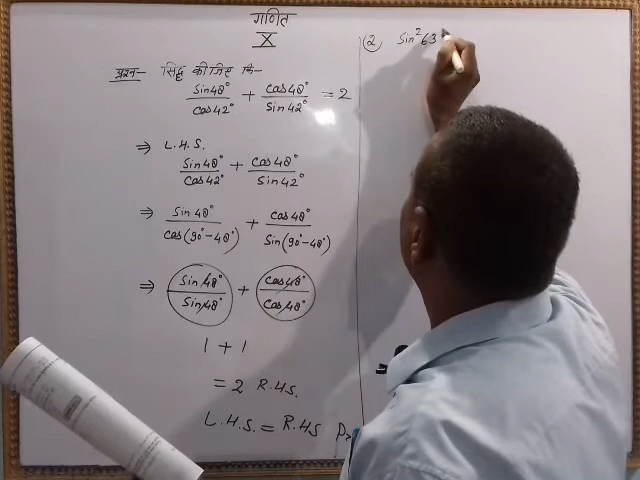 गणित
X
प्रश्न- सिद्ध कीजिए कि-
sin48°/cos42° + cos48°/sin42° = 2
⇒ L.H.S.
sin48°/cos42° + cos48°/sin42°
⇒ sin48°/cos(90°-48°) + cos48°/sin(90°-48°)
⇒ sin48°/sin48° + cos48°/cos48°
1 + 1
= 2 R.H.S.
L.H.S. = R.H.S
(2) sin²63